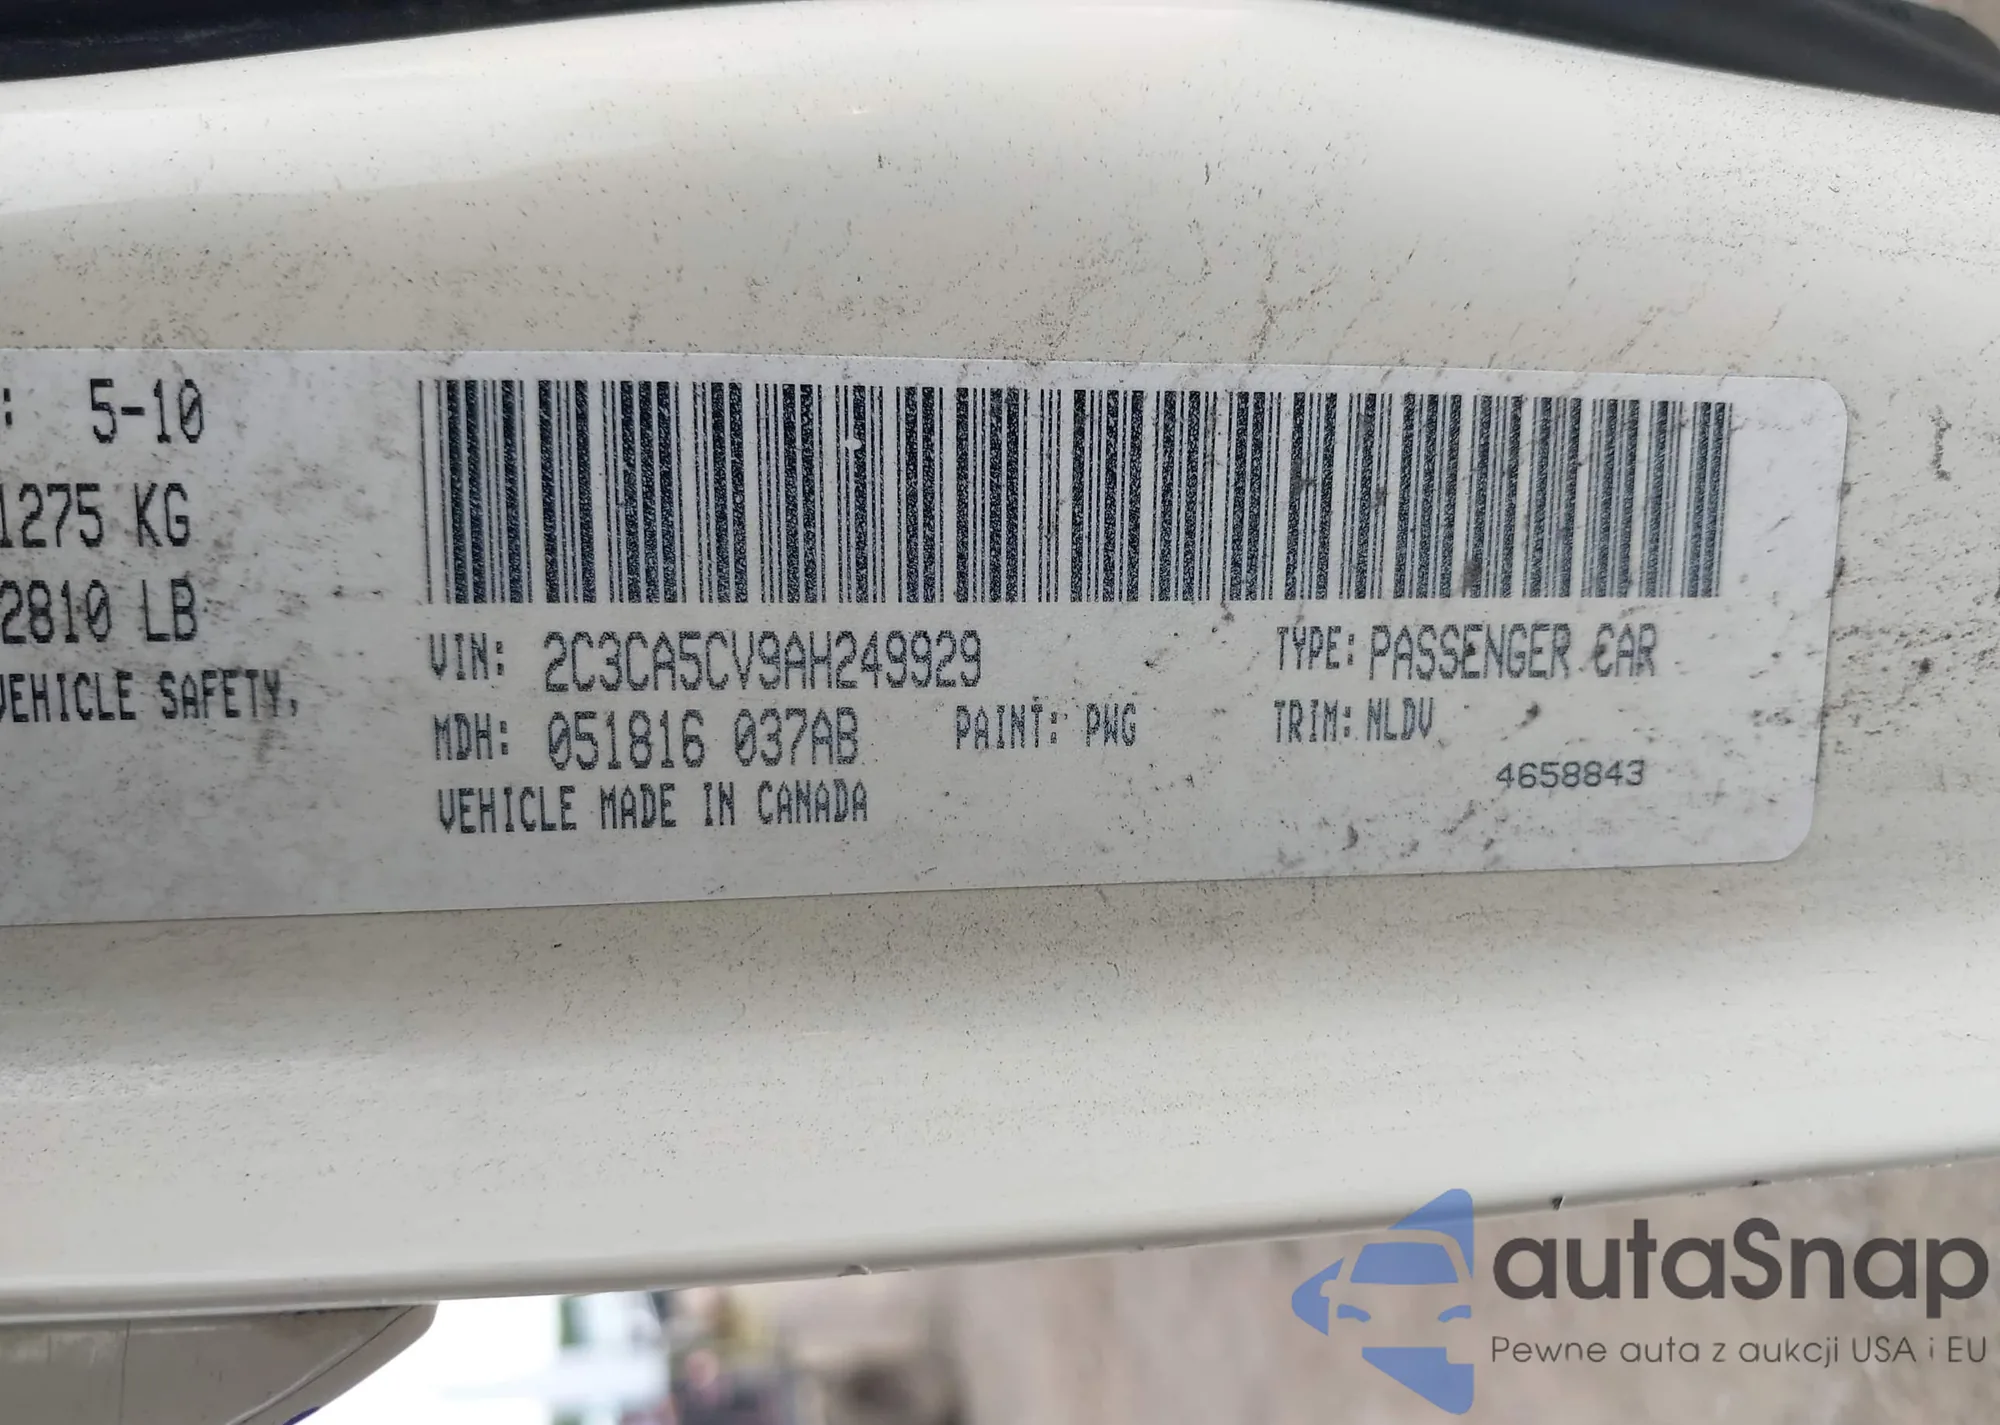 : 5-10
1275 KG
2810 LB
VEHICLE SAFETY,
VIN: 2C3CA5CV9AH249929 TYPE: PASSENGER CAR
MDH: 051816 037AB PAINT: PWG TRIM: NLDV
4658843
VEHICLE MADE IN CANADA
autaSnap
Pewne auta z aukcji USA i EU